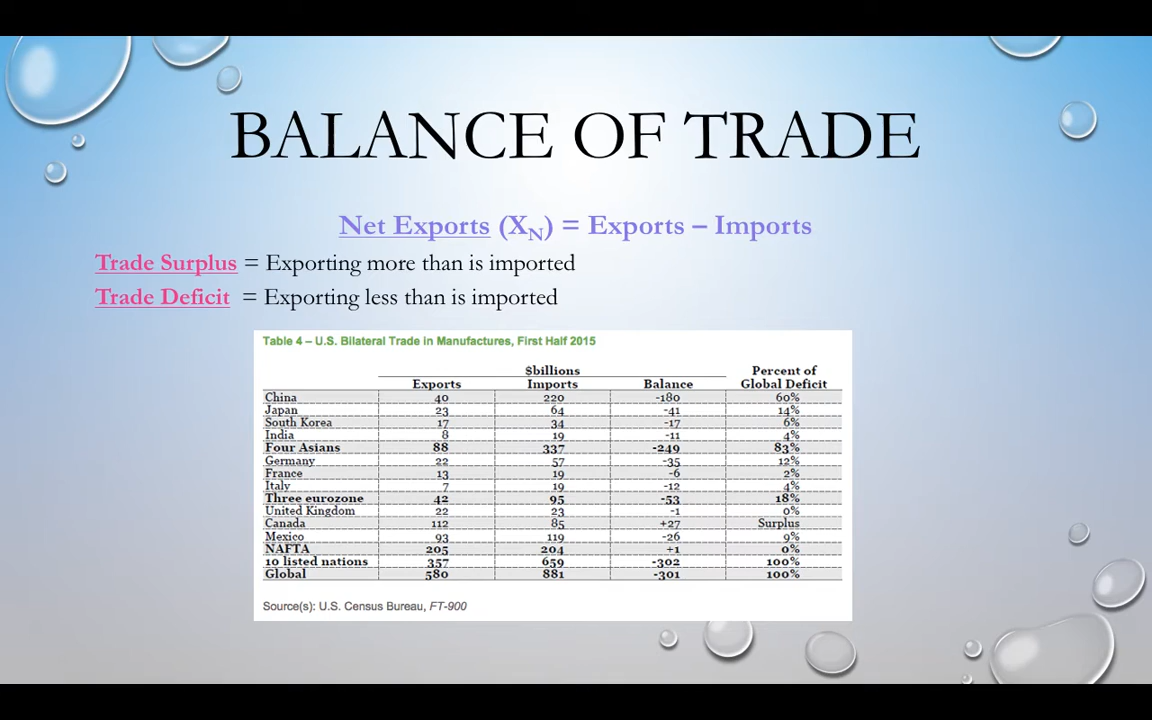 BALANCE OF TRADE
Net Exports (XN) = Exports – Imports
Trade Surplus = Exporting more than is imported
Trade Deficit = Exporting less than is imported
Table 4 – U.S. Bilateral Trade in Manufactures, First Half 2015
$billions Percent of
Exports Imports Balance Global Deficit
China 40 220 -180 60%
Japan 23 64 -41 14%
South Korea 17 34 -17 6%
India 8 19 -11 4%
Four Asians 88 337 -249 83%
Germany 22 57 -35 12%
France 13 19 -6 2%
Italy 7 19 -12 4%
Three eurozone 42 95 -53 18%
United Kingdom 22 23 -1 0%
Canada 112 85 +27 Surplus
Mexico 93 119 -26 9%
NAFTA 205 204 +1 0%
10 listed nations 357 659 -302 100%
Global 580 881 -301 100%
Source(s): U.S. Census Bureau, FT-900